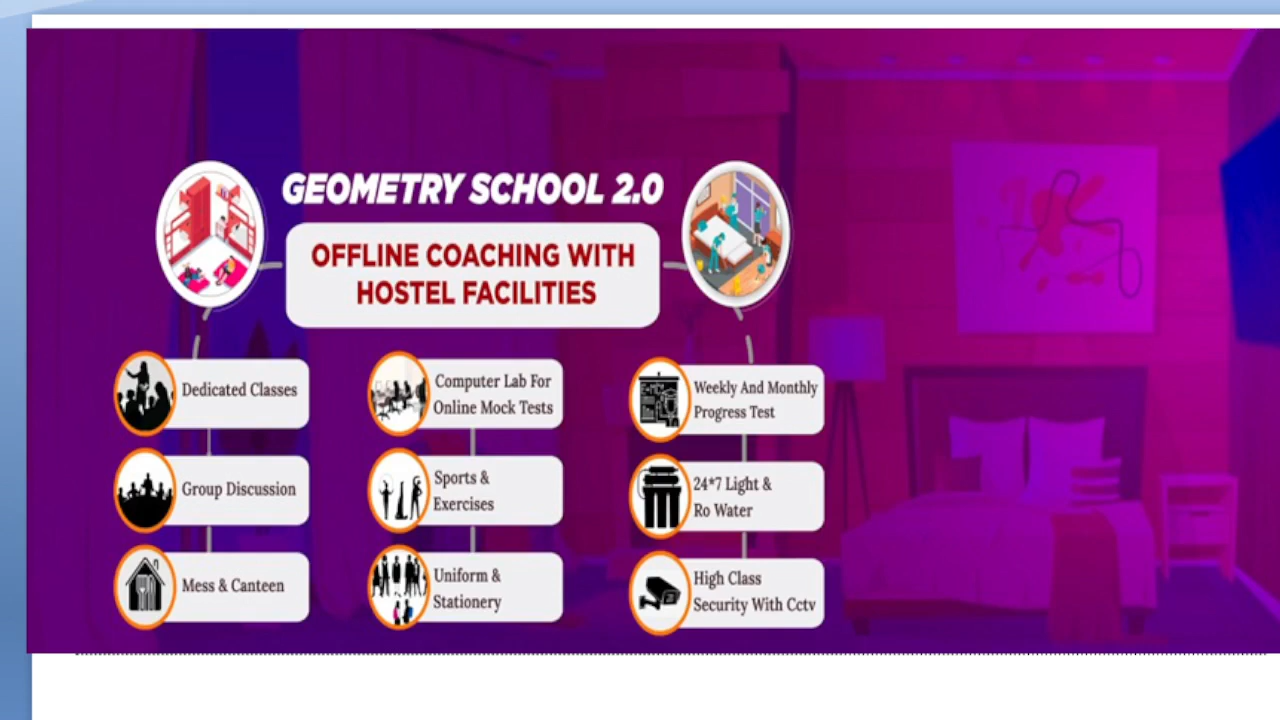 GEOMETRY SCHOOL 2.0
OFFLINE COACHING WITH
HOSTEL FACILITIES
Dedicated Classes
Group Discussion
Mess & Canteen
Computer Lab For
Online Mock Tests
Sports &
Exercises
Uniform &
Stationery
Weekly And Monthly
Progress Test
24*7 Light &
Ro Water
High Class
Security With Cctv